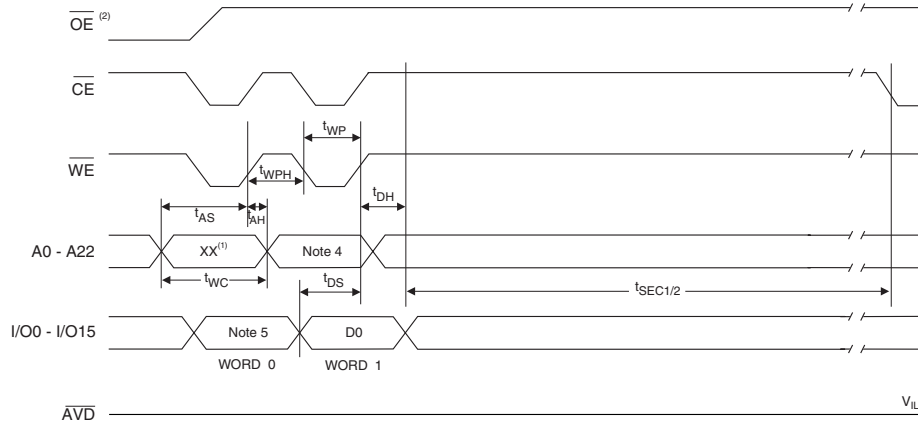 OE (2)
CE
tWP
WE
tWPH
tDH
tAS
tAH
A0 - A22
XX(1)
Note 4
tWC
tDS
tSEC1/2
I/O0 - I/O15
Note 5
D0
WORD 0
WORD 1
VIL
AVD